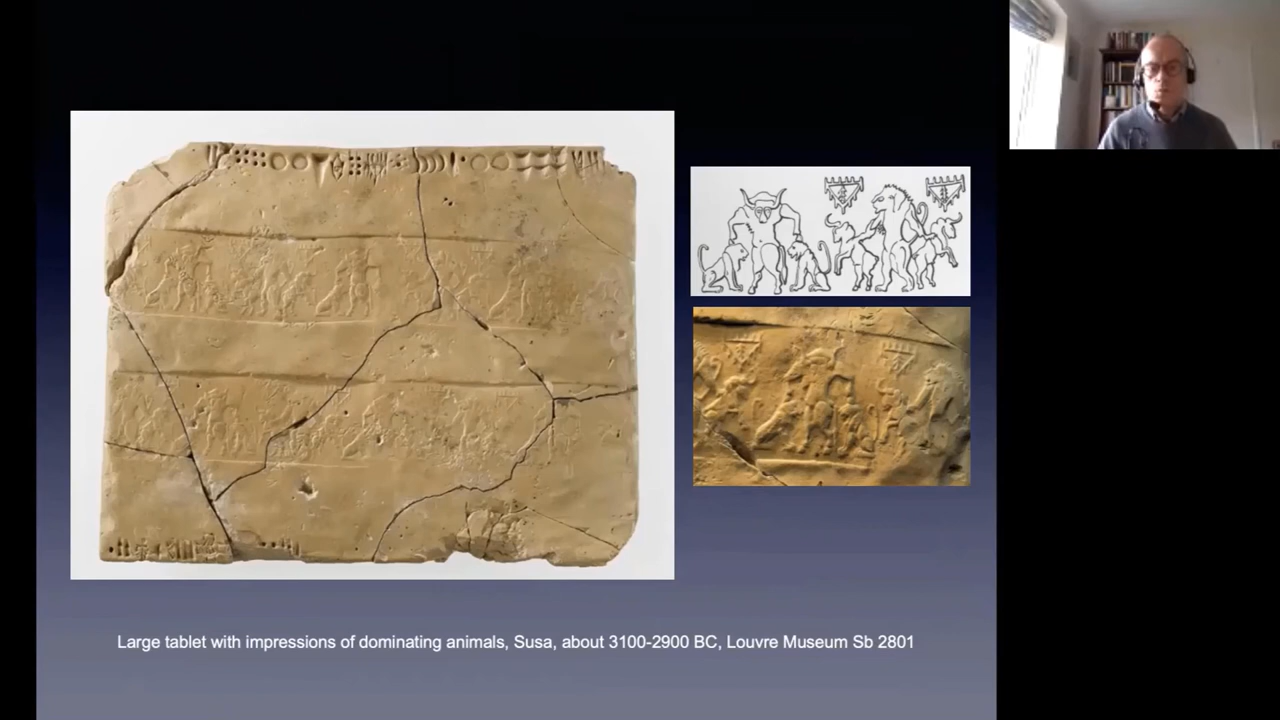 Large tablet with impressions of dominating animals, Susa, about 3100-2900 BC, Louvre Museum Sb 2801